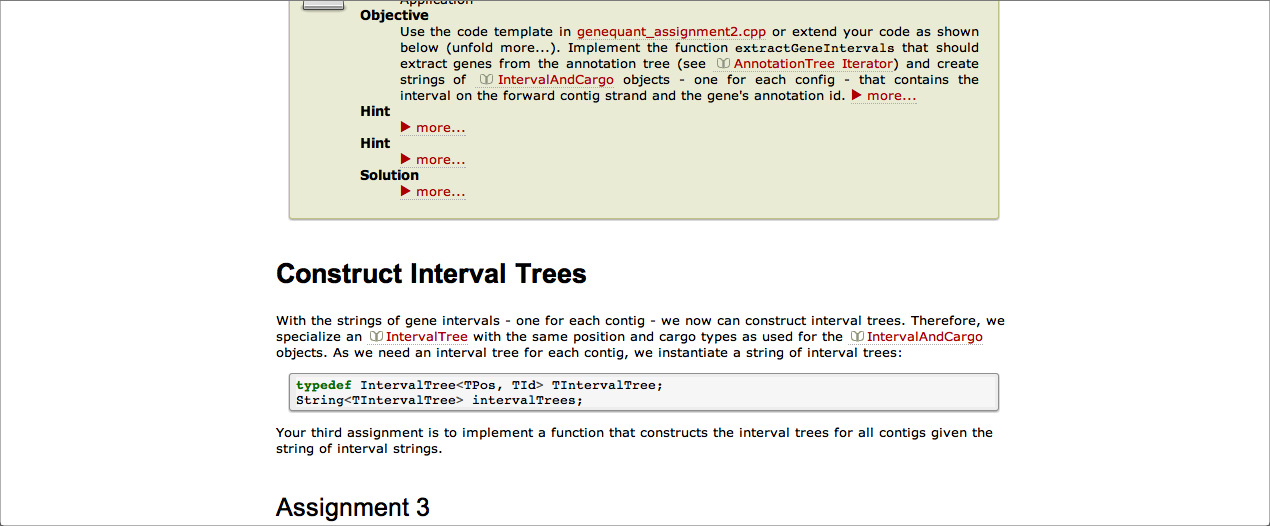 Application
Objective
Use the code template in genequant_assignment2.cpp or extend your code as shown
below (unfold more...). Implement the function extractGeneIntervals that should
extract genes from the annotation tree (see AnnotationTree Iterator) and create
strings of IntervalAndCargo objects - one for each config - that contains the
interval on the forward contig strand and the gene's annotation id. ▶ more...
Hint
▶ more...
Hint
▶ more...
Solution
▶ more...
Construct Interval Trees
With the strings of gene intervals - one for each contig - we now can construct interval trees. Therefore, we
specialize an IntervalTree with the same position and cargo types as used for the IntervalAndCargo
objects. As we need an interval tree for each contig, we instantiate a string of interval trees:
typedef IntervalTree<TPos, TId> TIntervalTree;
String<TIntervalTree> intervalTrees;
Your third assignment is to implement a function that constructs the interval trees for all contigs given the
string of interval strings.
Assignment 3